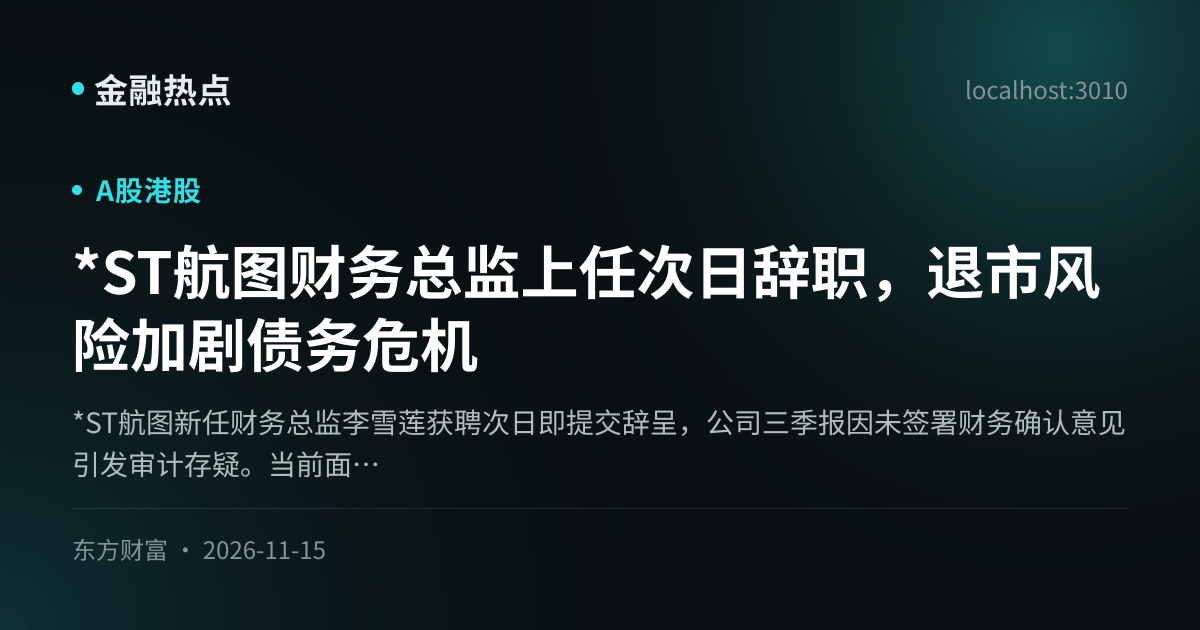 金融热点
localhost:3010
A股港股
*ST航图财务总监上任次日辞职，退市风
险加剧债务危机
*ST航图新任财务总监李雪莲获聘次日即提交辞呈，公司三季报因未签署财务确认意见
引发审计存疑。当前面…
东方财富 · 2026-11-15